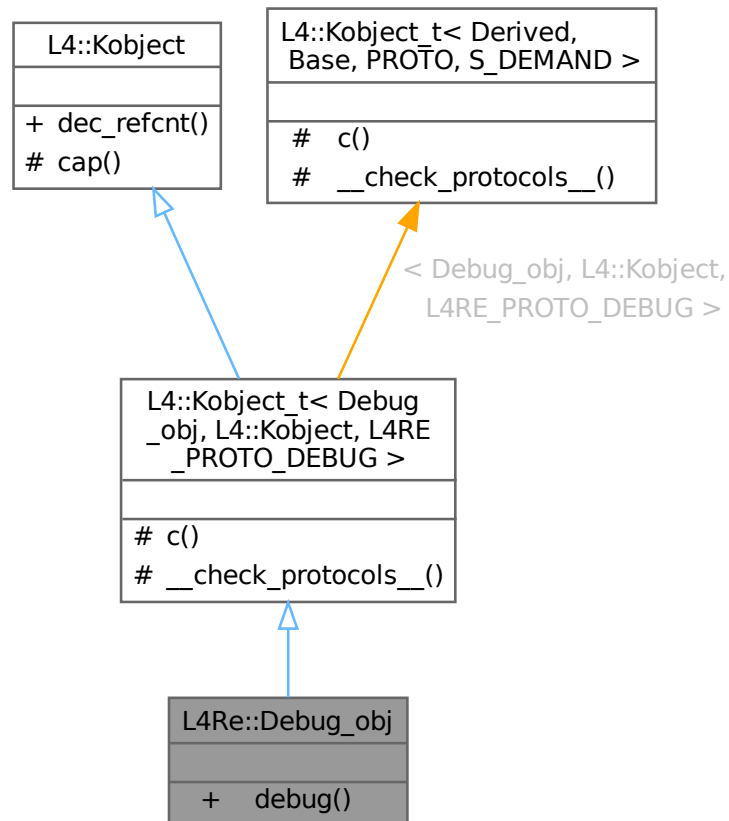 L4::Kobject
+ dec_refcnt()
# cap()
L4::Kobject_t< Derived,
Base, PROTO, S_DEMAND >
# c()
# __check_protocols__()
< Debug_obj, L4::Kobject,
L4RE_PROTO_DEBUG >
L4::Kobject_t< Debug
_obj, L4::Kobject, L4RE
_PROTO_DEBUG >
# c()
# __check_protocols__()
L4Re::Debug_obj
+ debug()